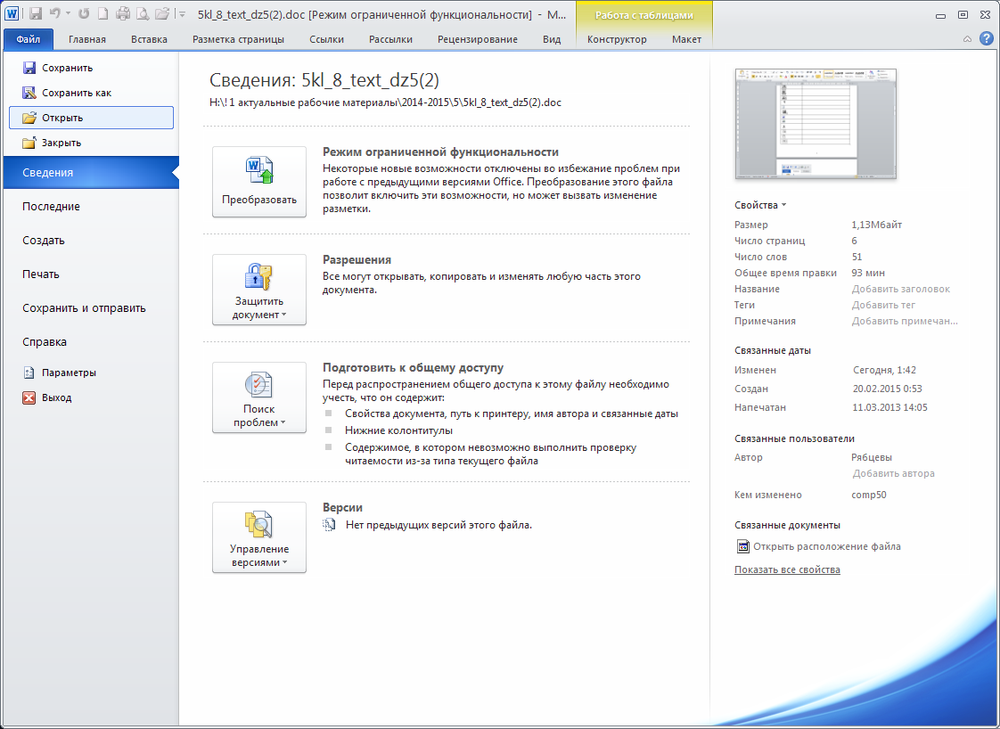 5kl_8_text_dz5(2).doc [Режим ограниченной функциональности] - М...
Работа с таблицами
Файл
Главная
Вставка
Разметка страницы
Ссылки
Рассылки
Рецензирование
Вид
Конструктор
Макет
Сохранить
Сохранить как
Открыть
Закрыть
Сведения
Последние
Создать
Печать
Сохранить и отправить
Справка
Параметры
Выход
Сведения: 5kl_8_text_dz5(2)
H:\! 1 актуальные рабочие материалы\2014-2015\5\5kl_8_text_dz5(2).doc
Преобразовать
Режим ограниченной функциональности
Некоторые новые возможности отключены во избежание проблем при
работе с предыдущими версиями Office. Преобразование этого файла
позволит включить эти возможности, но может вызвать изменение
разметки.
Защитить
документ
Разрешения
Все могут открывать, копировать и изменять любую часть этого
документа.
Поиск
проблем
Подготовить к общему доступу
Перед распространением общего доступа к этому файлу необходимо
учесть, что он содержит:
Свойства документа, путь к принтеру, имя автора и связанные даты
Нижние колонтитулы
Содержимое, в котором невозможно выполнить проверку
читаемости из-за типа текущего файла
Управление
версиями
Версии
Нет предыдущих версий этого файла.
Свойства
Размер 1,13Мбайт
Число страниц 6
Число слов 51
Общее время правки 93 мин
Название Добавить заголовок
Теги Добавить тег
Примечания Добавить примечан...
Связанные даты
Изменен Сегодня, 1:42
Создан 20.02.2015 0:53
Напечатан 11.03.2013 14:05
Связанные пользователи
Автор Рябцевы
Добавить автора
Кем изменено comp50
Связанные документы
Открыть расположение файла
Показать все свойства